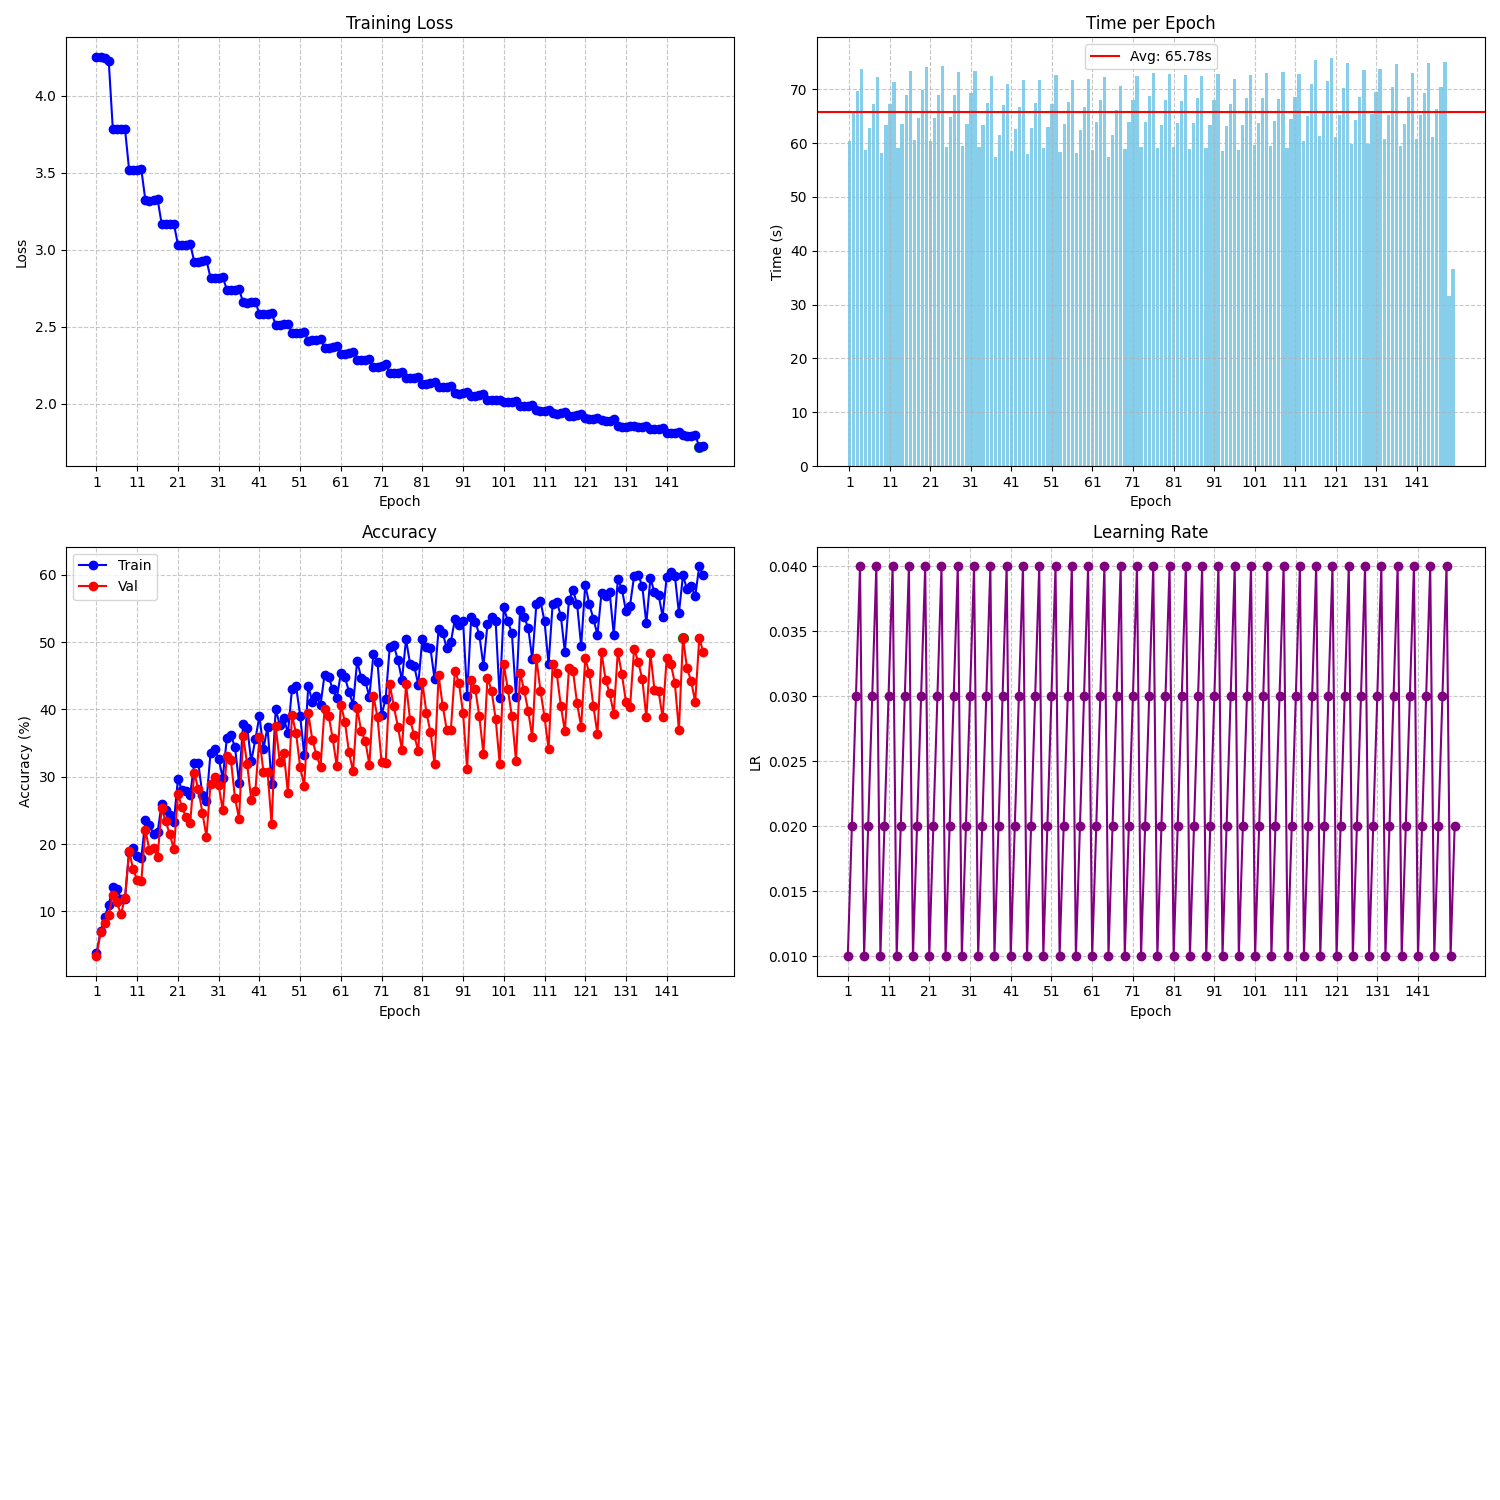 Training Loss
4.0
3.5
3.0
2.5
2.0
Loss
1 11 21 31 41 51 61 71 81 91 101 111 121 131 141
Epoch
Time per Epoch
Avg: 65.78s
70
60
50
40
30
20
10
0
Time (s)
1 11 21 31 41 51 61 71 81 91 101 111 121 131 141
Epoch
Accuracy
Train
Val
60
50
40
30
20
10
Accuracy (%)
1 11 21 31 41 51 61 71 81 91 101 111 121 131 141
Epoch
Learning Rate
0.040
0.035
0.030
0.025
0.020
0.015
0.010
LR
1 11 21 31 41 51 61 71 81 91 101 111 121 131 141
Epoch